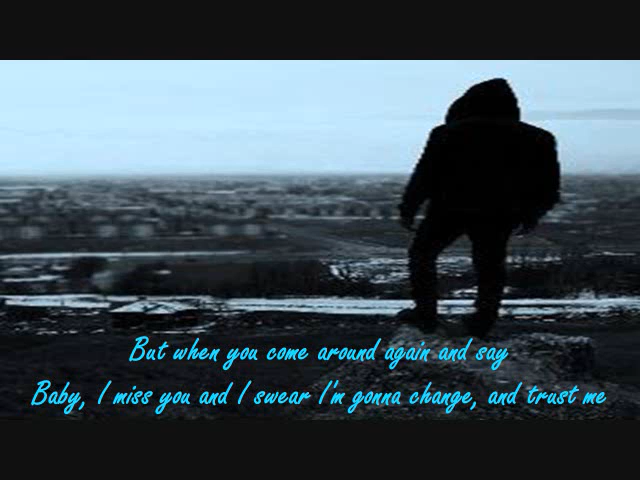 But when you come around again and say
Baby, I miss you and I swear I'm gonna change, and trust me